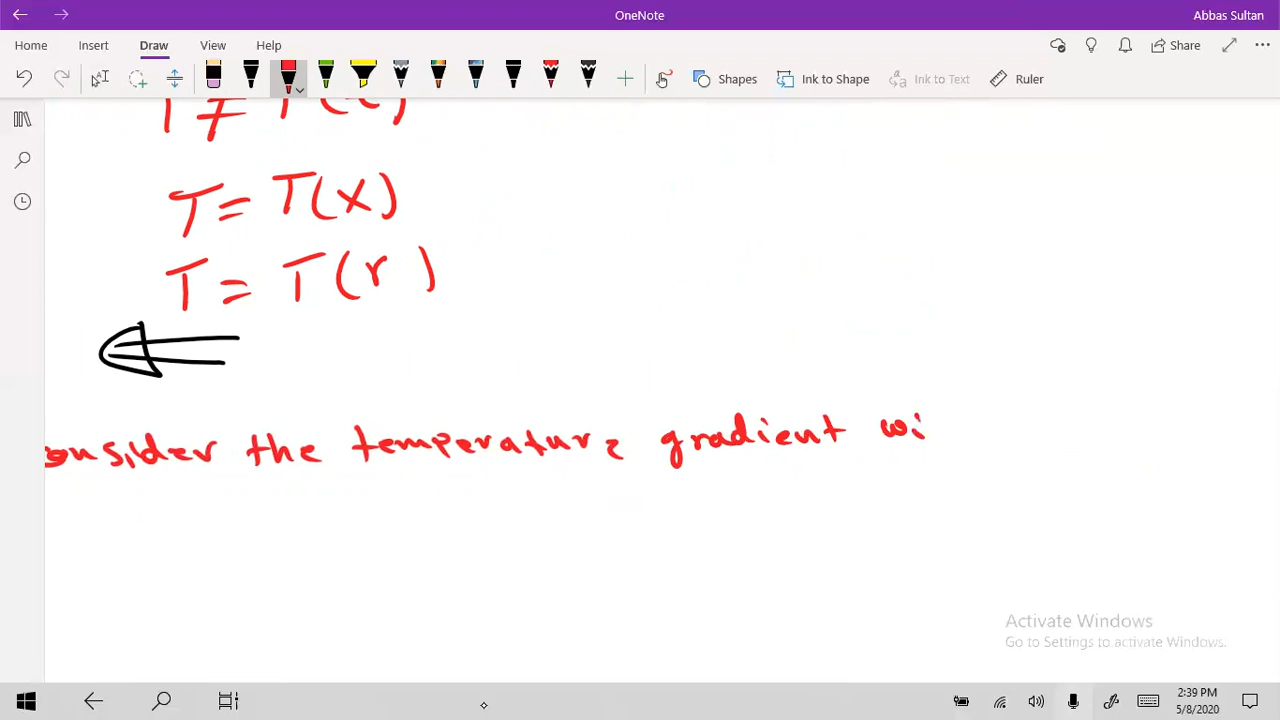 OneNote
Abbas Sultan
Home Insert Draw View Help
Share
Shapes Ink to Shape Ink to Text Ruler
T = T(x)
T = T(r)
onsider the temperature gradient wi
Activate Windows
Go to Settings to activate Windows.
2:39 PM
5/8/2020